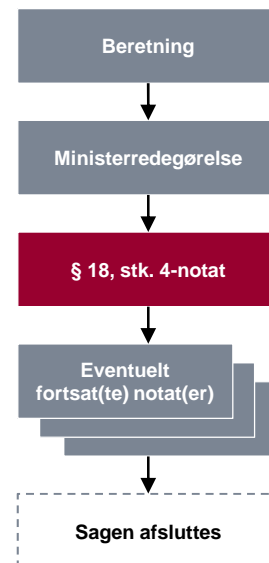 Beretning
Ministerredegørelse
§ 18, stk. 4-notat
Eventuelt
fortsat(te) notat(er)
Sagen afsluttes